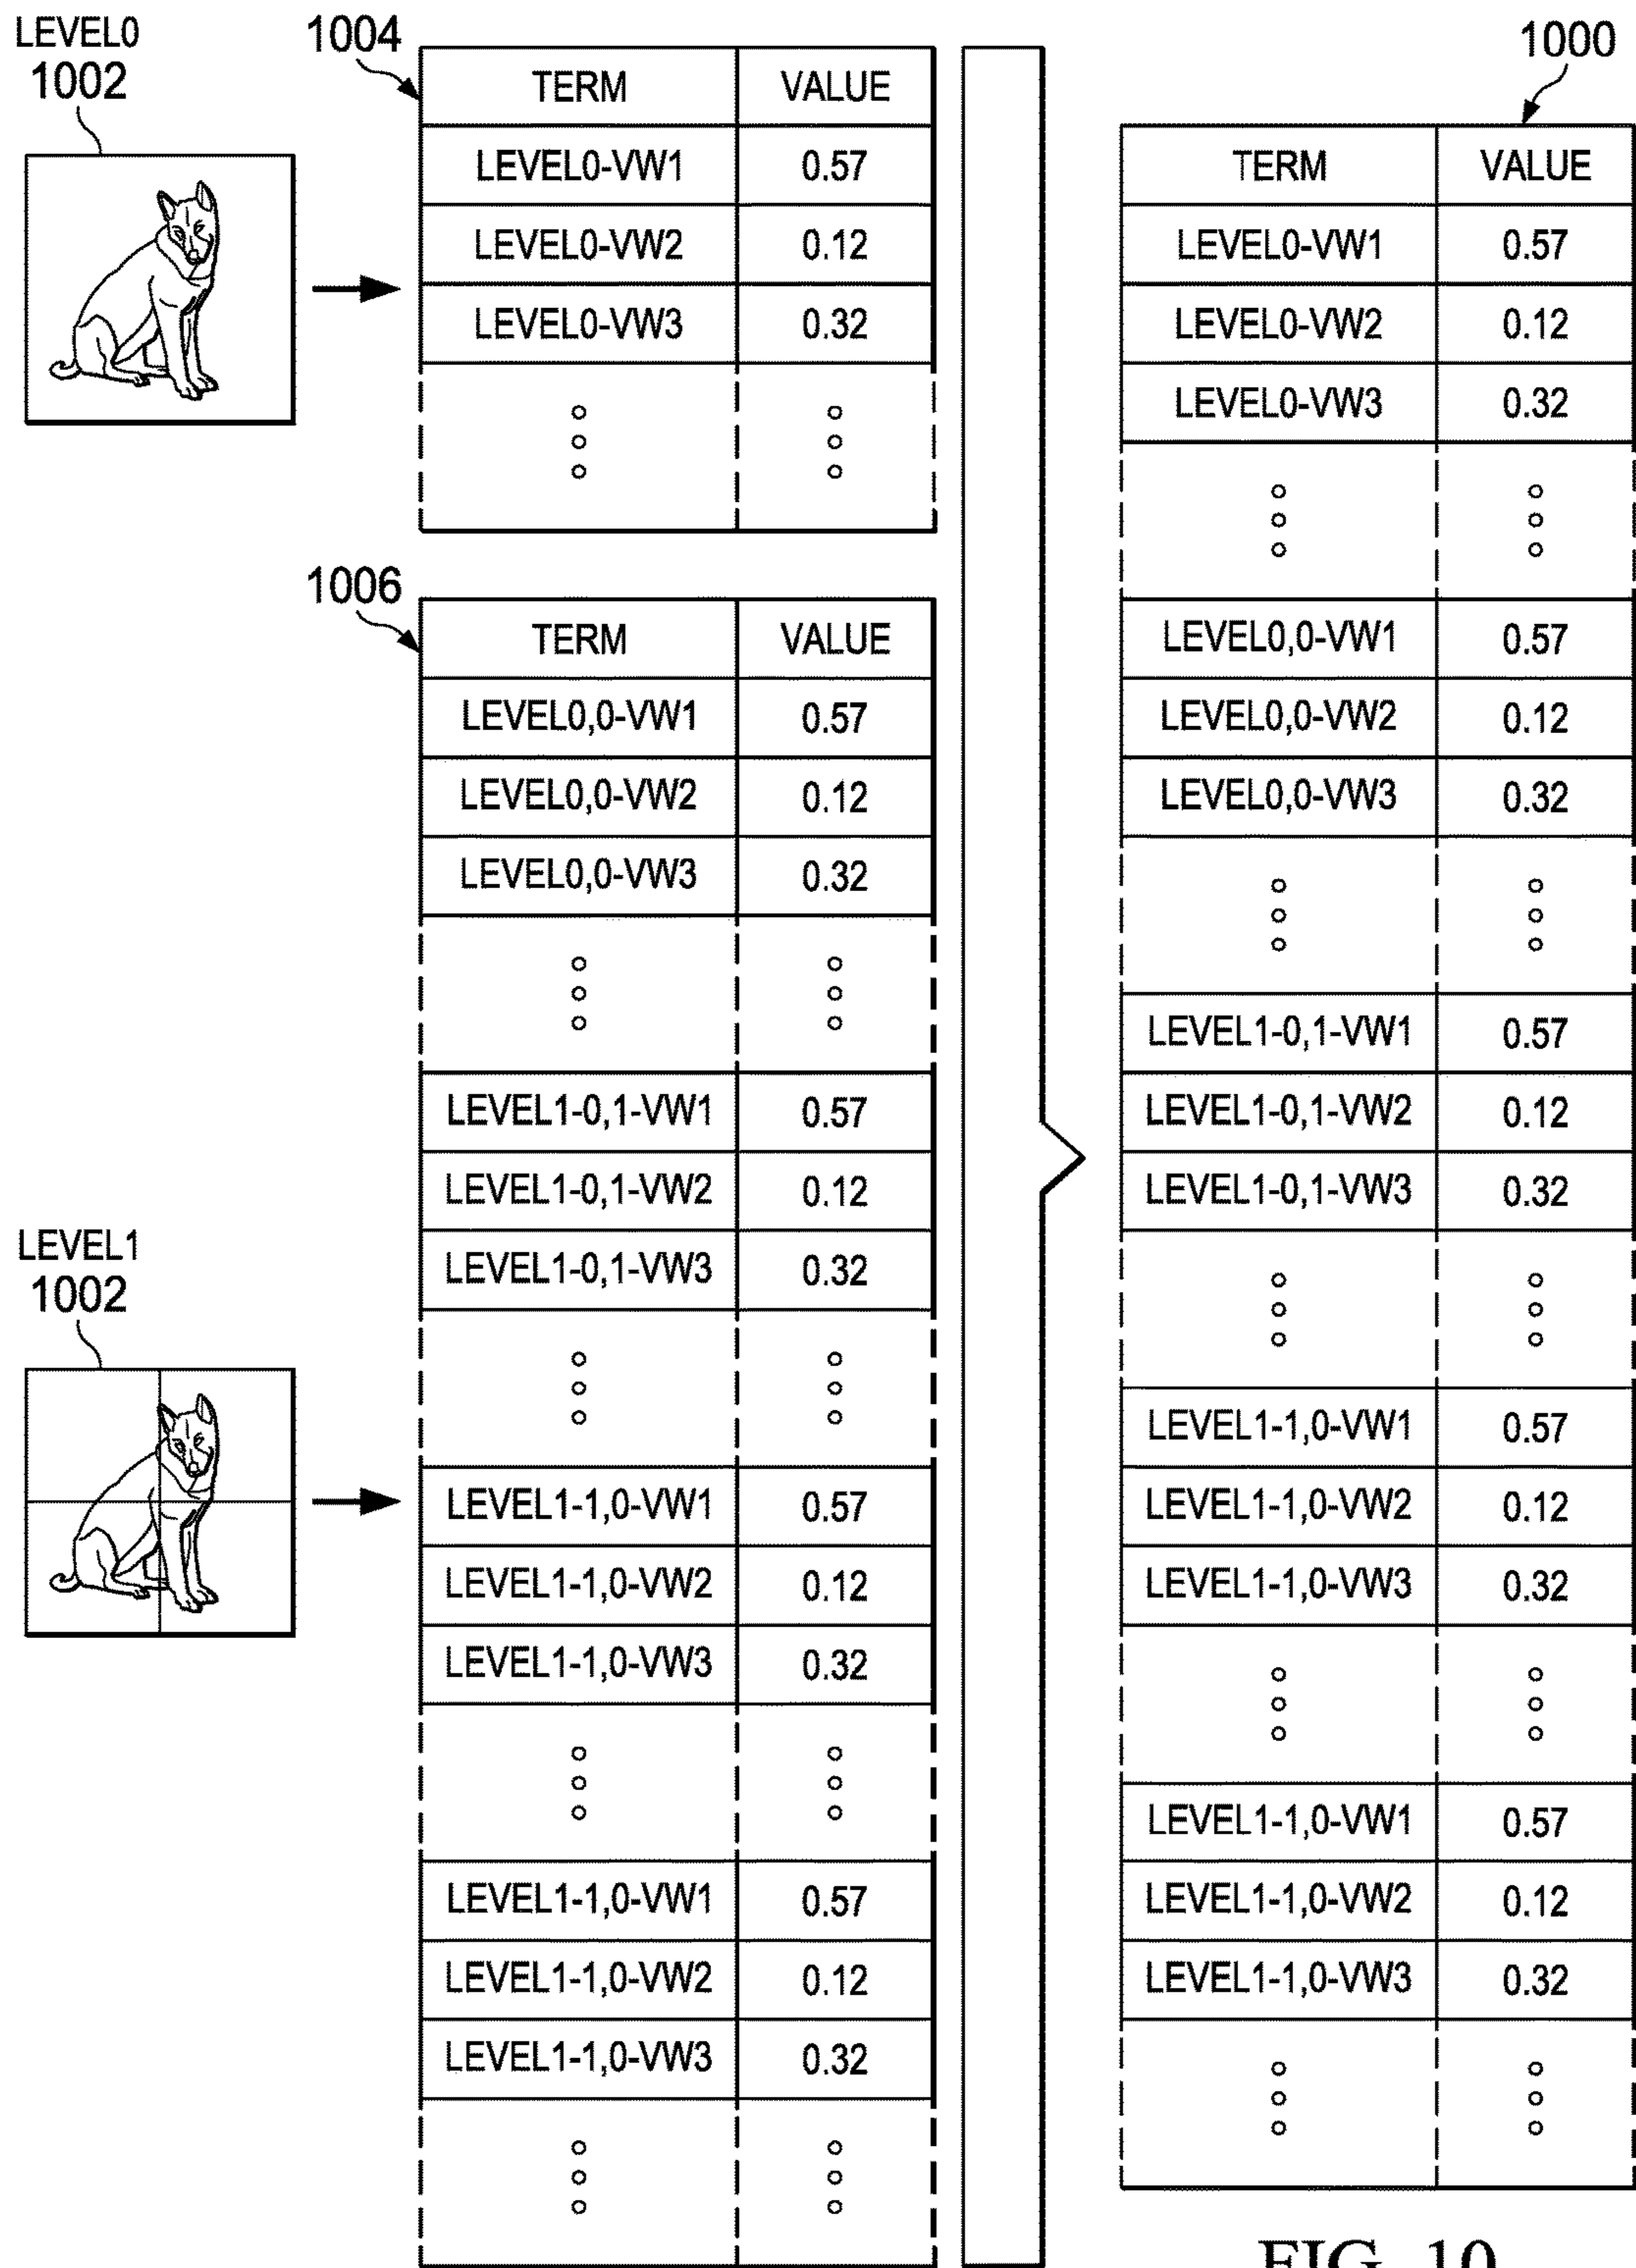 LEVEL0
1002
1004
TERM VALUE
LEVEL0-VW1 0.57
LEVEL0-VW2 0.12
LEVEL0-VW3 0.32
1006
TERM VALUE
LEVEL0,0-VW1 0.57
LEVEL0,0-VW2 0.12
LEVEL0,0-VW3 0.32
LEVEL1-0,1-VW1 0.57
LEVEL1-0,1-VW2 0.12
LEVEL1-0,1-VW3 0.32
LEVEL1
1002
LEVEL1-1,0-VW1 0.57
LEVEL1-1,0-VW2 0.12
LEVEL1-1,0-VW3 0.32
LEVEL1-1,0-VW1 0.57
LEVEL1-1,0-VW2 0.12
LEVEL1-1,0-VW3 0.32
1000
TERM VALUE
LEVEL0-VW1 0.57
LEVEL0-VW2 0.12
LEVEL0-VW3 0.32
LEVEL0,0-VW1 0.57
LEVEL0,0-VW2 0.12
LEVEL0,0-VW3 0.32
LEVEL1-0,1-VW1 0.57
LEVEL1-0,1-VW2 0.12
LEVEL1-0,1-VW3 0.32
LEVEL1-1,0-VW1 0.57
LEVEL1-1,0-VW2 0.12
LEVEL1-1,0-VW3 0.32
LEVEL1-1,0-VW1 0.57
LEVEL1-1,0-VW2 0.12
LEVEL1-1,0-VW3 0.32
FIG. 10